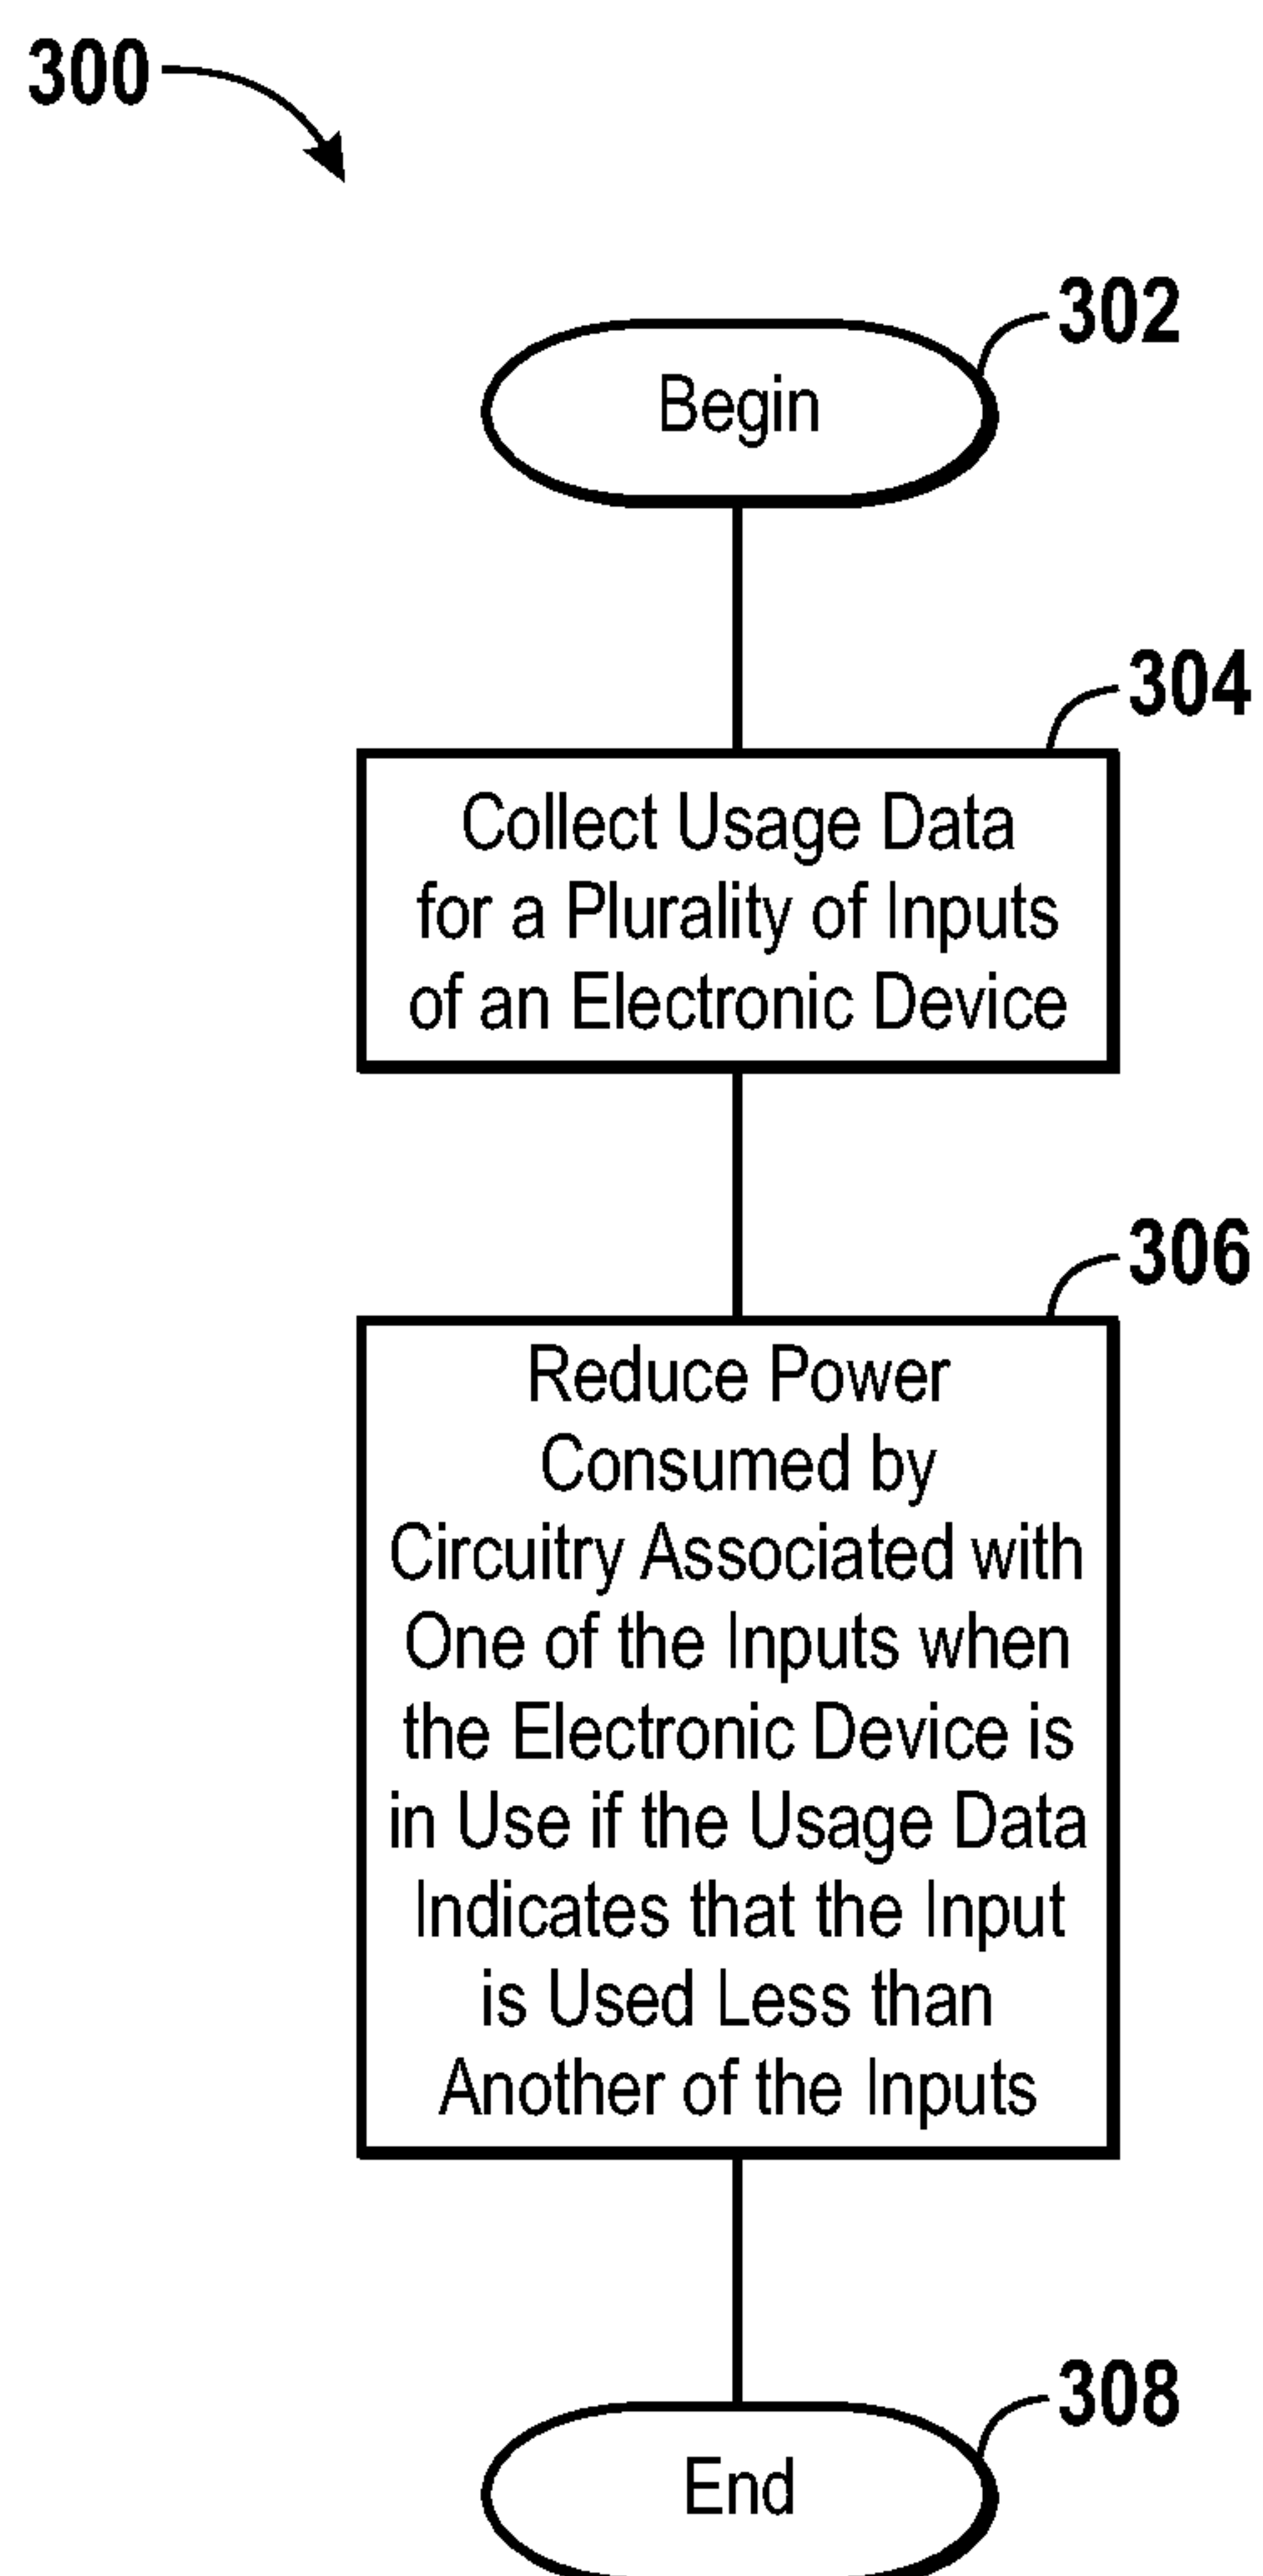 300
302
Begin
304
Collect Usage Data
for a Plurality of Inputs
of an Electronic Device
306
Reduce Power
Consumed by
Circuitry Associated with
One of the Inputs when
the Electronic Device is
in Use if the Usage Data
Indicates that the Input
is Used Less than
Another of the Inputs
308
End